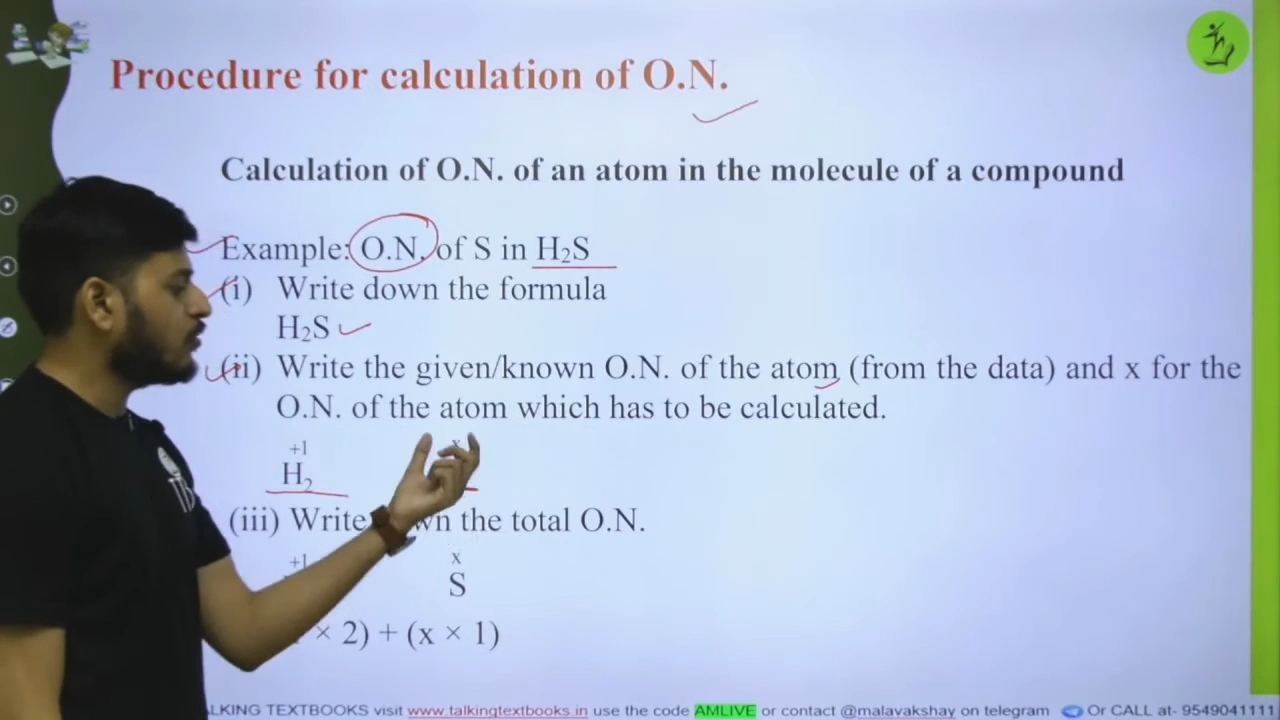 Procedure for calculation of O.N.
Calculation of O.N. of an atom in the molecule of a compound
Example: O.N. of S in H₂S
(i) Write down the formula
H₂S
(ii) Write the given/known O.N. of the atom (from the data) and x for the
O.N. of the atom which has to be calculated.
+1 x
H₂
(iii) Write the total O.N.
+1 x
S
× 2) + (x × 1)
TEXTBOOKS visit www.talkingtextbooks.in use the code AMLIVE or contact @malavakshay on telegram Or CALL at- 9549041111